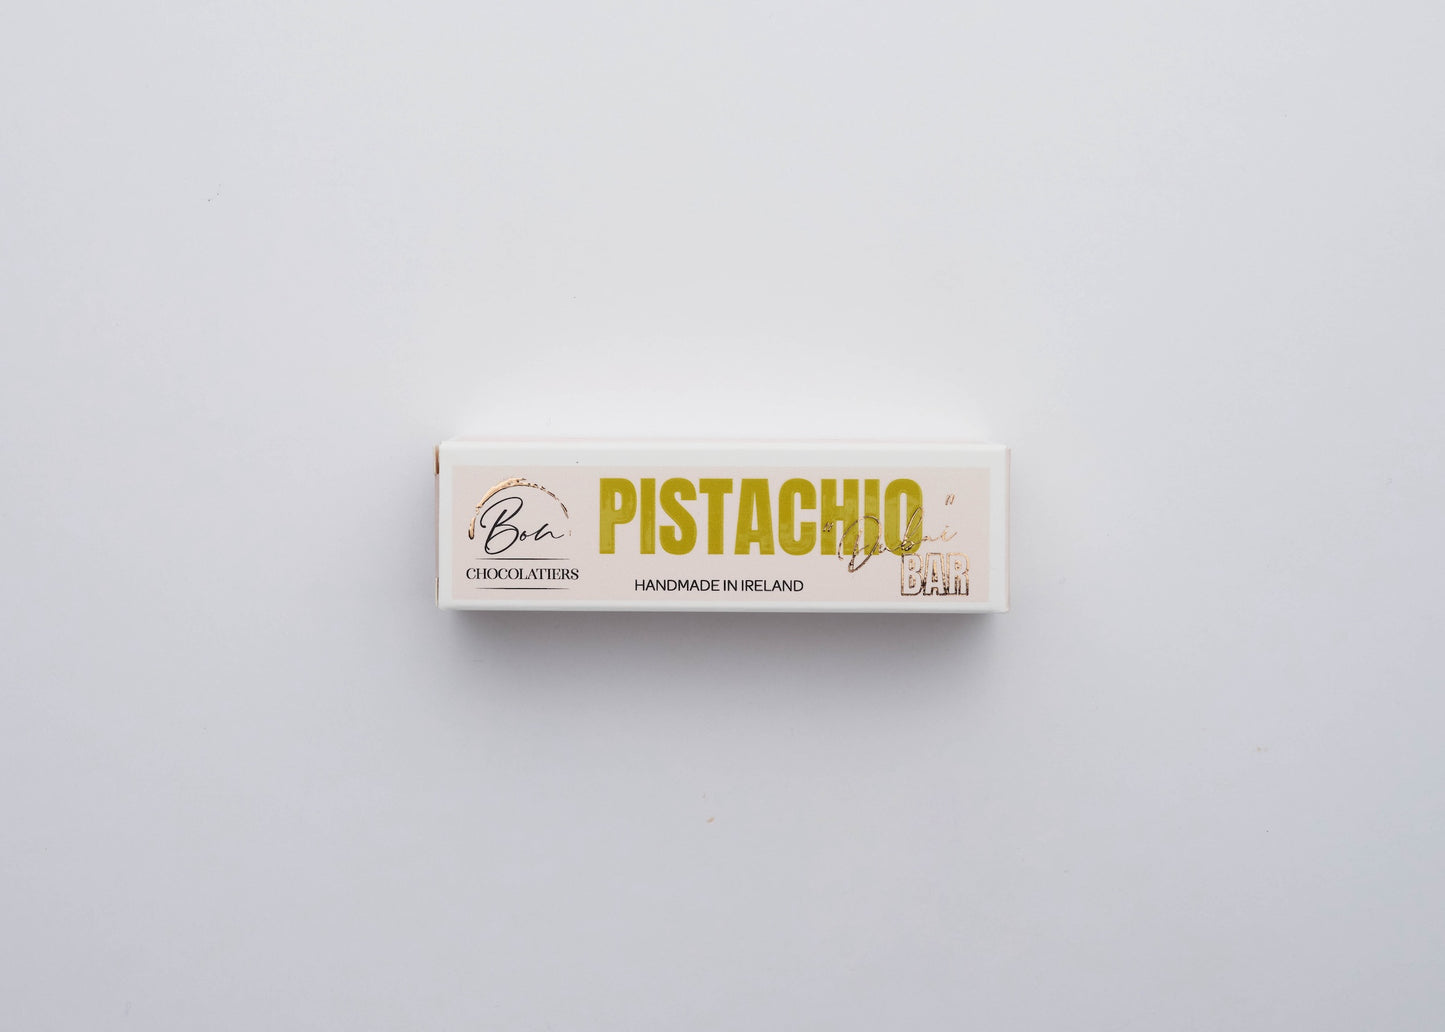 Bon
CHOCOLATIERS
PISTACHIO
"Dubai"
BAR
HANDMADE IN IRELAND